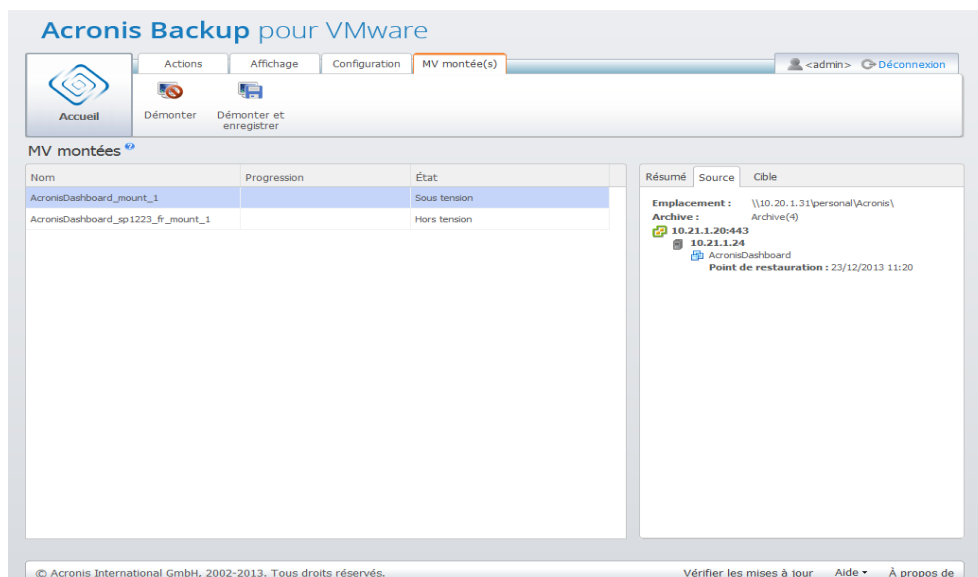 Acronis Backup pour VMware
Actions Affichage Configuration MV montée(s) <admin> Déconnexion
Accueil
Démonter
Démonter et enregistrer
MV montées
Nom Progression État
AcronisDashboard_mount_1 Sous tension
AcronisDashboard_sp1223_fr_mount_1 Hors tension
Résumé Source Cible
Emplacement : \\10.20.1.31\personal\Acronis\
Archive : Archive(4)
10.21.1.20:443
10.21.1.24
AcronisDashboard
Point de restauration : 23/12/2013 11:20
© Acronis International GmbH, 2002-2013. Tous droits réservés. Vérifier les mises à jour Aide À propos de